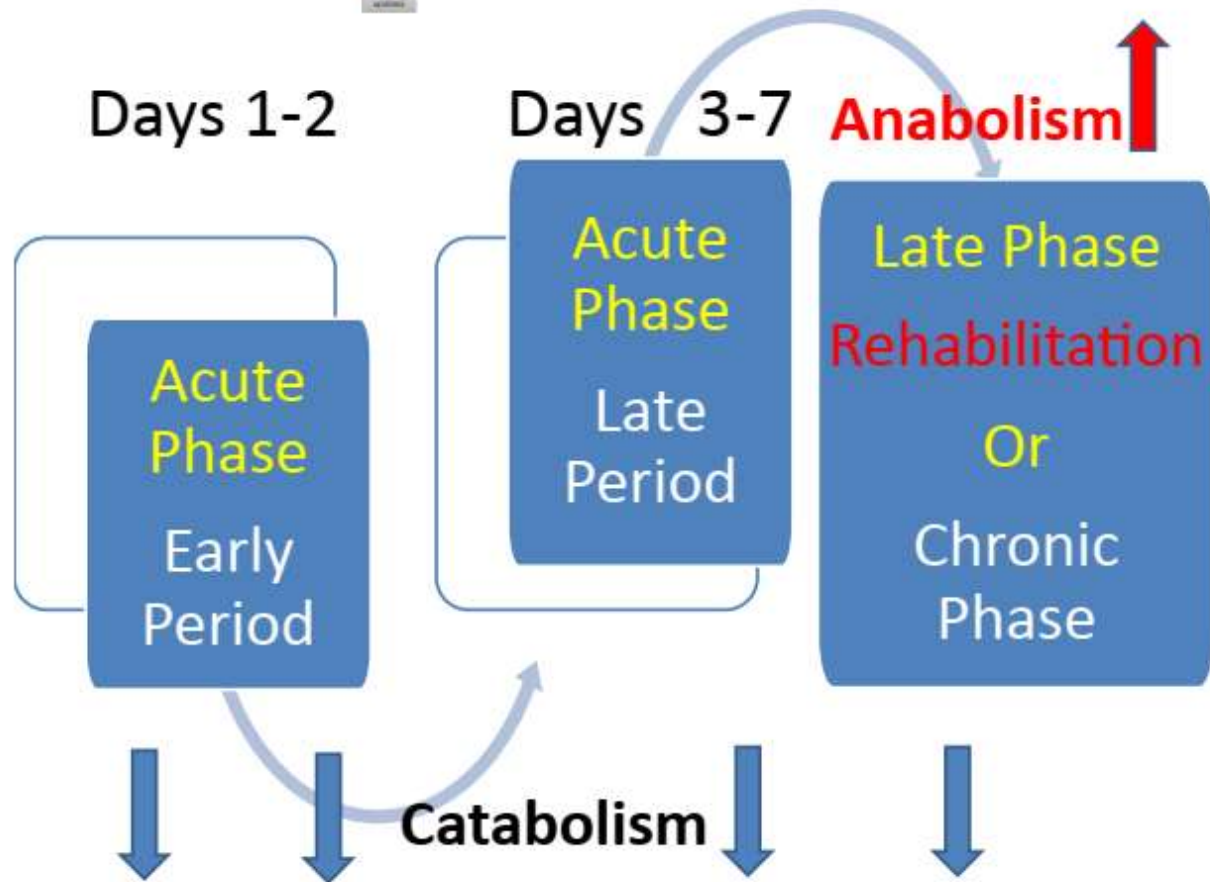 Days 1-2
Acute
Phase
Early
Period
Days 3-7
Acute
Phase
Late
Period
Anabolism
Late Phase
Rehabilitation
Or
Chronic
Phase
Catabolism